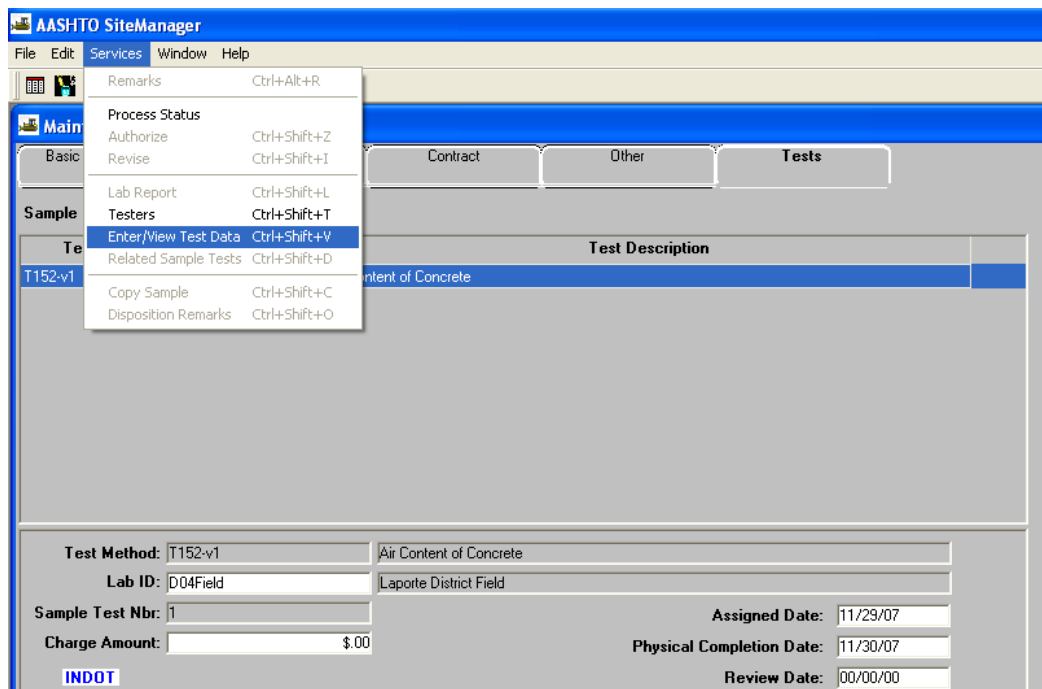 AASHTO SiteManager
File Edit Services Window Help
Remarks Ctrl+Alt+R
Process Status
Authorize Ctrl+Shift+Z
Revise Ctrl+Shift+I
Lab Report Ctrl+Shift+L
Testers Ctrl+Shift+T
Enter/View Test Data Ctrl+Shift+V
Related Sample Tests Ctrl+Shift+D
Copy Sample Ctrl+Shift+C
Disposition Remarks Ctrl+Shift+O
Main
Basic Contract Other Tests
Sample
Te Test Description
T152-v1 ntent of Concrete
Test Method: T152-v1 Air Content of Concrete
Lab ID: D04Field Laporte District Field
Sample Test Nbr: 1 Assigned Date: 11/29/07
Charge Amount: $.00 Physical Completion Date: 11/30/07
INDOT Review Date: 00/00/00